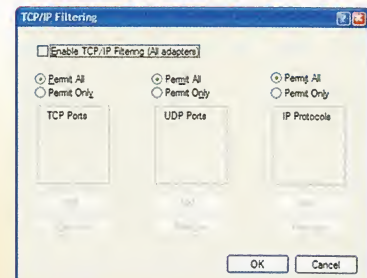 TCP/IP Filtering
Enable TCP/IP Filtering (All adapters)
Permit All
Permit Only
TCP Ports
Permit All
Permit Only
UDP Ports
Permit All
Permit Only
IP Protocols
OK
Cancel